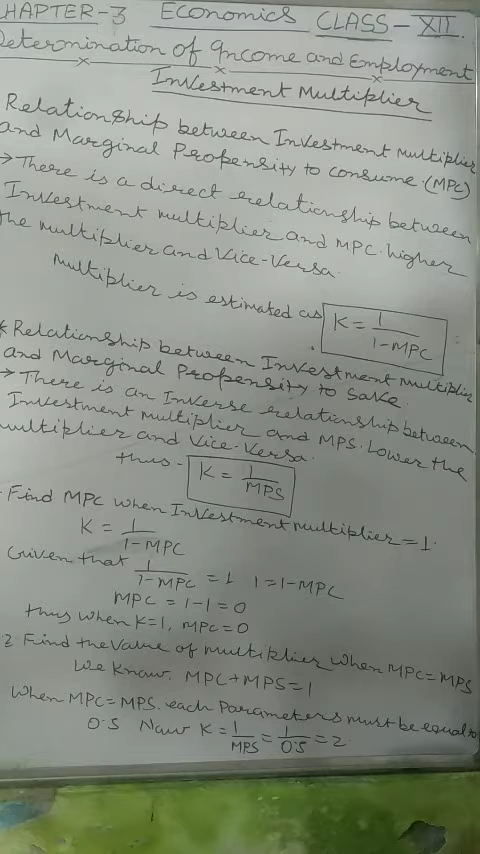 HAPTER-3 Economics CLASS-XII.
Determination of Income and Employment
Investment Multiplier
Relationship between Investment Multiplier
and Marginal Propensity to Consume.(MPC)
→ There is a direct relationship between
Investment multiplier and MPC. higher
the multiplier and Vice-Versa.
Multiplier is estimated as K = 1/1-MPC
* Relationship between Investment Multiplier
and Marginal Propensity to Save.
→ There is an Inverse relationship between
Investment multiplier and MPS. Lower the
multiplier and Vice-Versa.
thus - K = 1/MPS
Find MPC when Investment multiplier = 1.
K = 1/1-MPC
Given that 1/1-MPC = 1 1 = 1-MPC
MPC = 1-1 = 0
thus when K=1, MPC=0
2 Find the value of multiplier when MPC = MPS
We know. MPC + MPS = 1
When MPC = MPS. each Parameters must be equal to
0.5 Now K = 1/MPS = 1/0.5 = 2